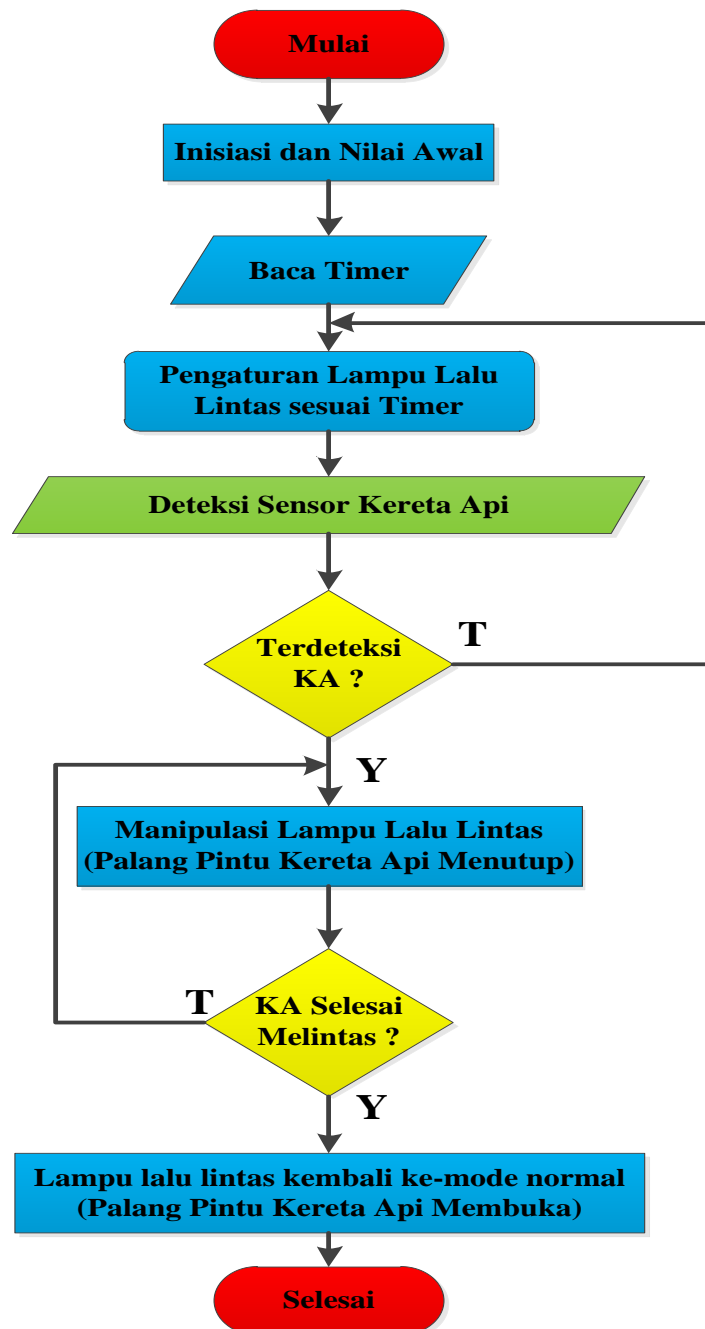 Mulai
Inisiasi dan Nilai Awal
Baca Timer
Pengaturan Lampu Lalu
Lintas sesuai Timer
Deteksi Sensor Kereta Api
Terdeteksi
KA ?
T
Y
Manipulasi Lampu Lalu Lintas
(Palang Pintu Kereta Api Menutup)
T
KA Selesai
Melintas ?
Y
Lampu lalu lintas kembali ke-mode normal
(Palang Pintu Kereta Api Membuka)
Selesai